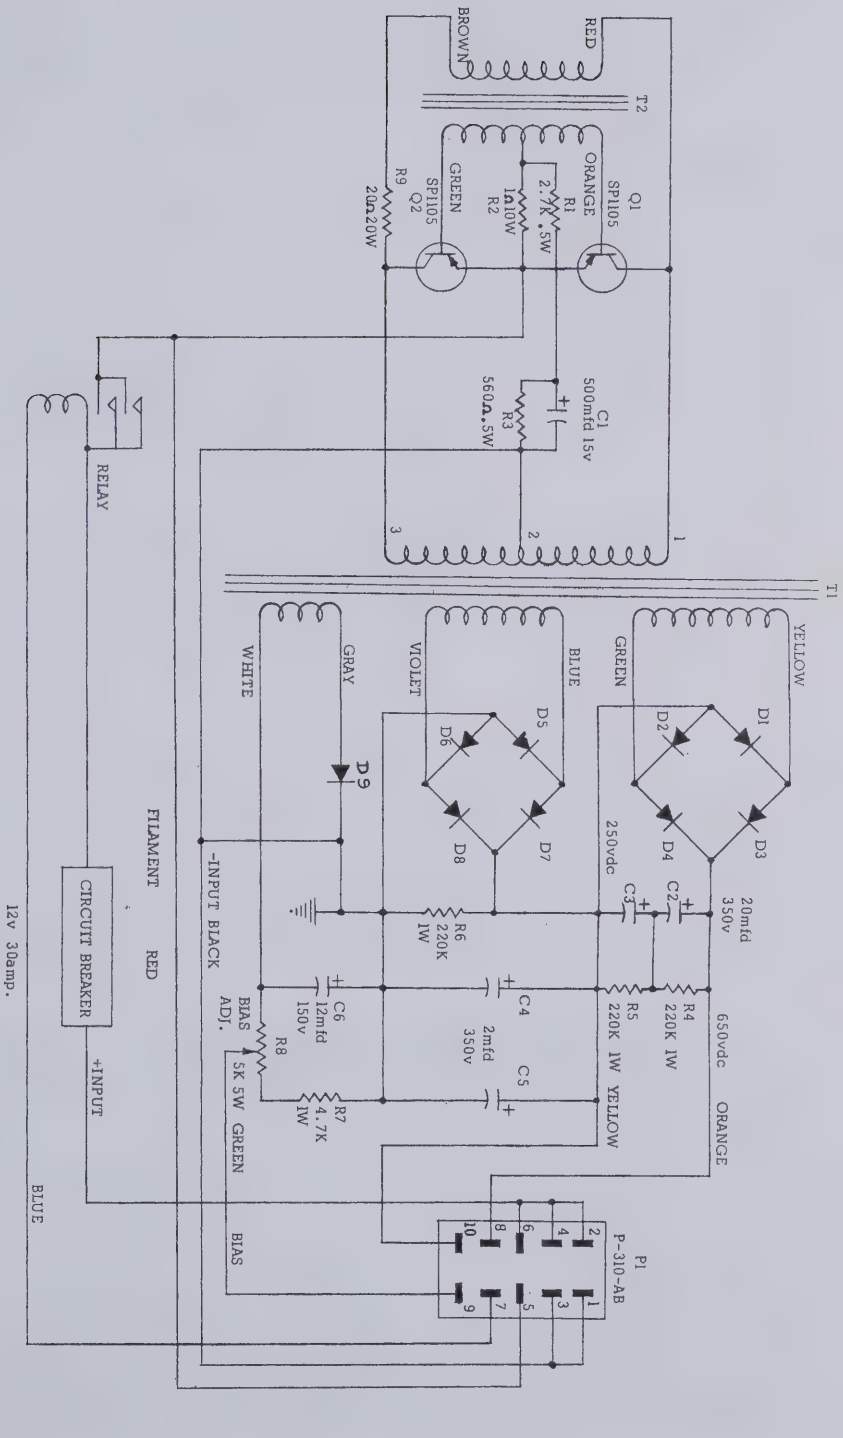 RED
BROWN
T2
Q1
SP1105
ORANGE
R1
2.7K .5W
1Ω10W
R2
GREEN
SP1105
Q2
R9
20Ω20W
C1
500mfd 15v
+
R3
560Ω.5W
RELAY
1
2
3
T1
YELLOW
GREEN
BLUE
VIOLET
GRAY
WHITE
D1
D2
D3
D4
D5
D6
D7
D8
D9
250vdc
20mfd
350v
C2
+
C3
+
650vdc
ORANGE
R4
220K 1W
R5
220K 1W
YELLOW
R6
220K
1W
C4
+
2mfd
350v
C5
+
C6
12mfd
150v
+
R7
4.7K
1W
R8
5K 5W
BIAS
ADJ.
GREEN
BIAS
-INPUT BLACK
FILAMENT RED
CIRCUIT BREAKER
+INPUT
12v 30amp.
BLUE
P1
P-310-AB
2
4
6
8
10
1
3
5
7
9